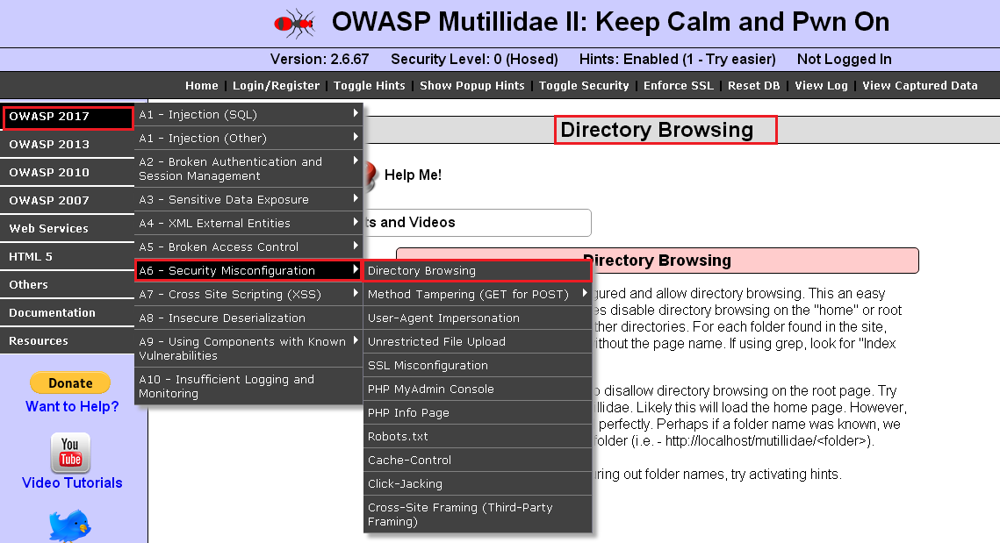 OWASP Mutillidae II: Keep Calm and Pwn On
Version: 2.6.67 Security Level: 0 (Hosed) Hints: Enabled (1 - Try easier) Not Logged In
Home | Login/Register | Toggle Hints | Show Popup Hints | Toggle Security | Enforce SSL | Reset DB | View Log | View Captured Data
OWASP 2017
OWASP 2013
OWASP 2010
OWASP 2007
Web Services
HTML 5
Others
Documentation
Resources
Donate
Want to Help?
You
Tube
Video Tutorials
A1 - Injection (SQL)
A1 - Injection (Other)
A2 - Broken Authentication and
Session Management
A3 - Sensitive Data Exposure
A4 - XML External Entities
A5 - Broken Access Control
A6 - Security Misconfiguration
A7 - Cross Site Scripting (XSS)
A8 - Insecure Deserialization
A9 - Using Components with Known
Vulnerabilities
A10 - Insufficient Logging and
Monitoring
Directory Browsing
Method Tampering (GET for POST)
User-Agent Impersonation
Unrestricted File Upload
SSL Misconfiguration
PHP MyAdmin Console
PHP Info Page
Robots.txt
Cache-Control
Click-Jacking
Cross-Site Framing (Third-Party
Framing)
Directory Browsing
Help Me!
ts and Videos
Directory Browsing
gured and allow directory browsing. This an easy
es disable directory browsing on the "home" or root
ther directories. For each folder found in the site,
ithout the page name. If using grep, look for "Index
o disallow directory browsing on the root page. Try
illidae. Likely this will load the home page. However,
perfectly. Perhaps if a folder name was known, we
folder (i.e. - http://localhost/mutillidae/<folder>).
ring out folder names, try activating hints.